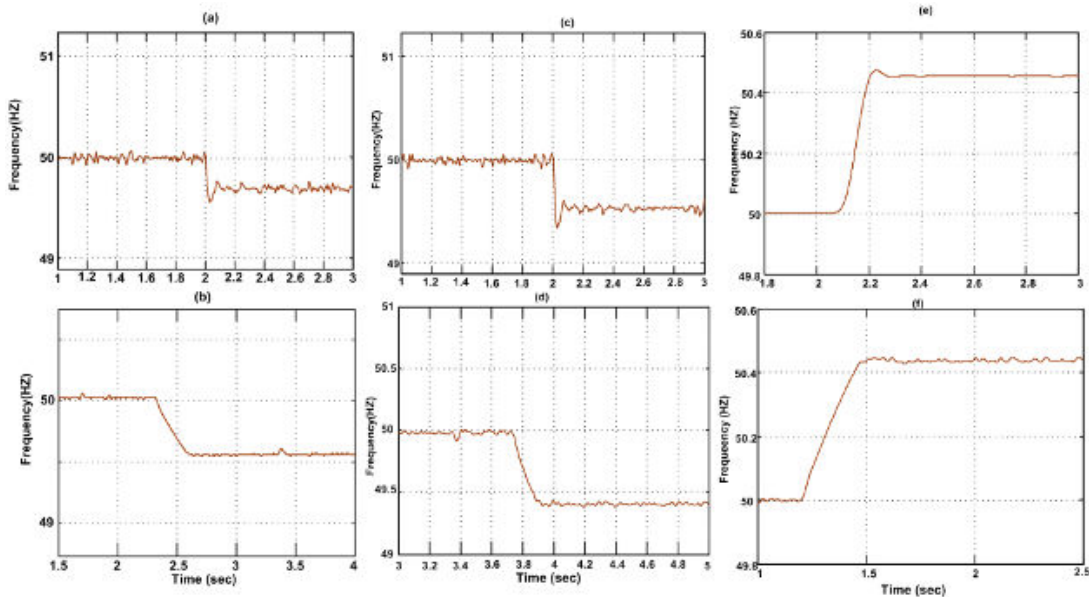 (a)
Frequency(HZ)
51
50
49
1 1.2 1.4 1.6 1.8 2 2.2 2.4 2.6 2.8 3
(c)
Frequency(HZ)
51
50
49
1 1.2 1.4 1.6 1.8 2 2.2 2.4 2.6 2.8 3
(e)
Frequeency (HZ)
50.6
50.4
50.2
50
49.8
1.8 2 2.2 2.4 2.6 2.8 3
(b)
Frequency(HZ)
50
49
1.5 2 2.5 3 3.5 4
Time (sec)
(d)
Frequency(HZ)
51
50.5
50
49.4
49
3 3.2 3.4 3.6 3.8 4 4.2 4.4 4.6 4.8 5
Time (sec)
(f)
Frequeency (HZ)
50.6
50.4
50.2
50
49.8
1 1.5 2 2.5
Time (sec)